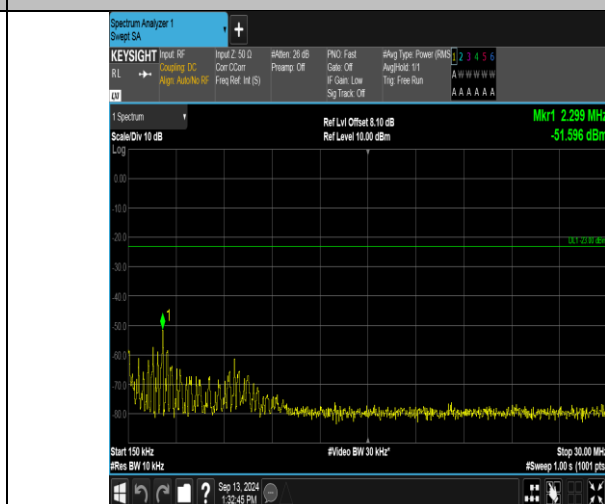 Spectrum Analyzer 1
Swept SA
+
KEYSIGHT Input: RF Input Z: 50 Ω #Atten: 26 dB PNO: Fast #Avg Type: Power (RMS 1 2 3 4 5 6
RL Coupling: DC Corr CCorr Preamp: Off Gate: Off Avg|Hold: 1/1 A W W W W W
Align: Auto/No RF Freq Ref: Int (S) IF Gain: Low Trig: Free Run
LXI Sig Track: Off A A A A A A
1 Spectrum Ref Lvl Offset 8.10 dB Mkr1 2.299 MHz
Scale/Div 10 dB Ref Level 10.00 dBm -51.596 dBm
Log
0.00
-10.0
-20.0
DL1 -23.00 dBm
-30.0
-40.0
1
-50.0
-60.0
-70.0
-80.0
Start 150 kHz #Video BW 30 kHz* Stop 30.00 MHz
#Res BW 10 kHz #Sweep 1.00 s (1001 pts
? Sep 13, 2024
1:32:45 PM